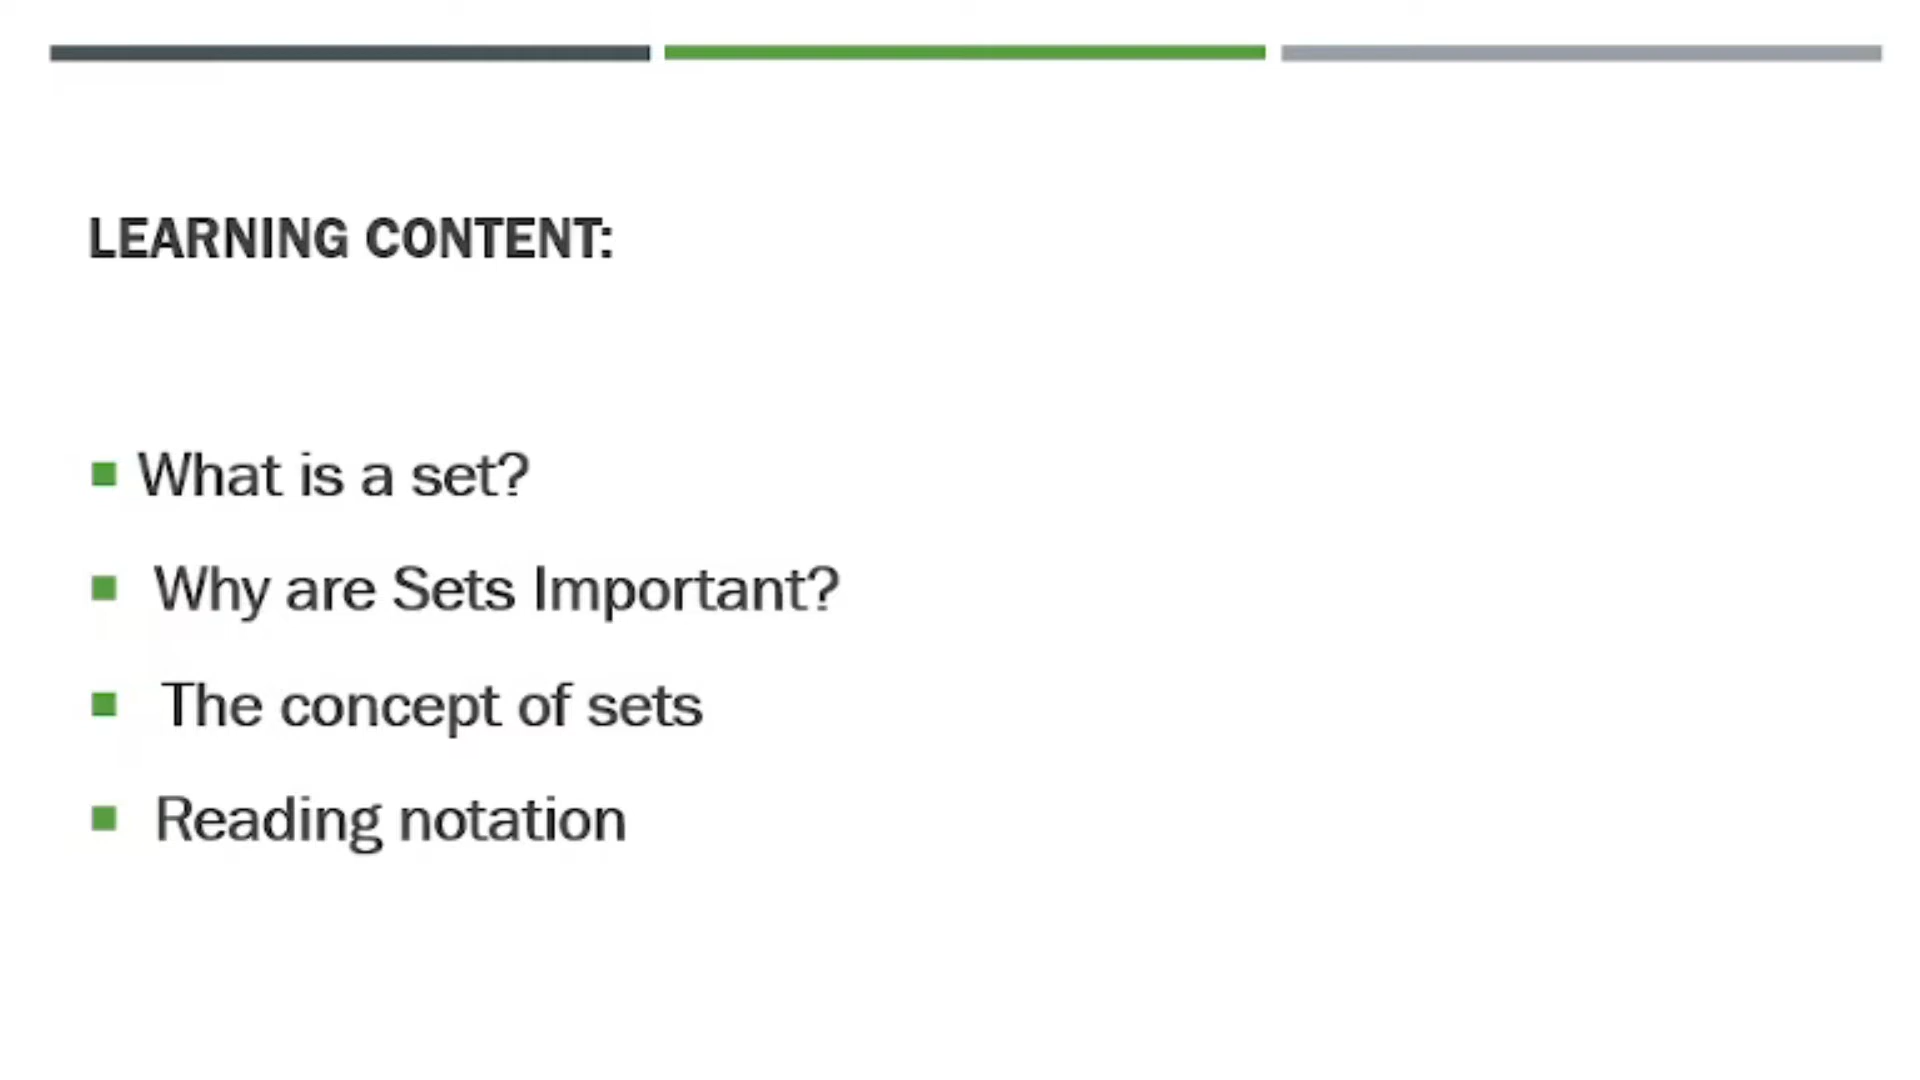 LEARNING CONTENT:
What is a set?
Why are Sets Important?
The concept of sets
Reading notation